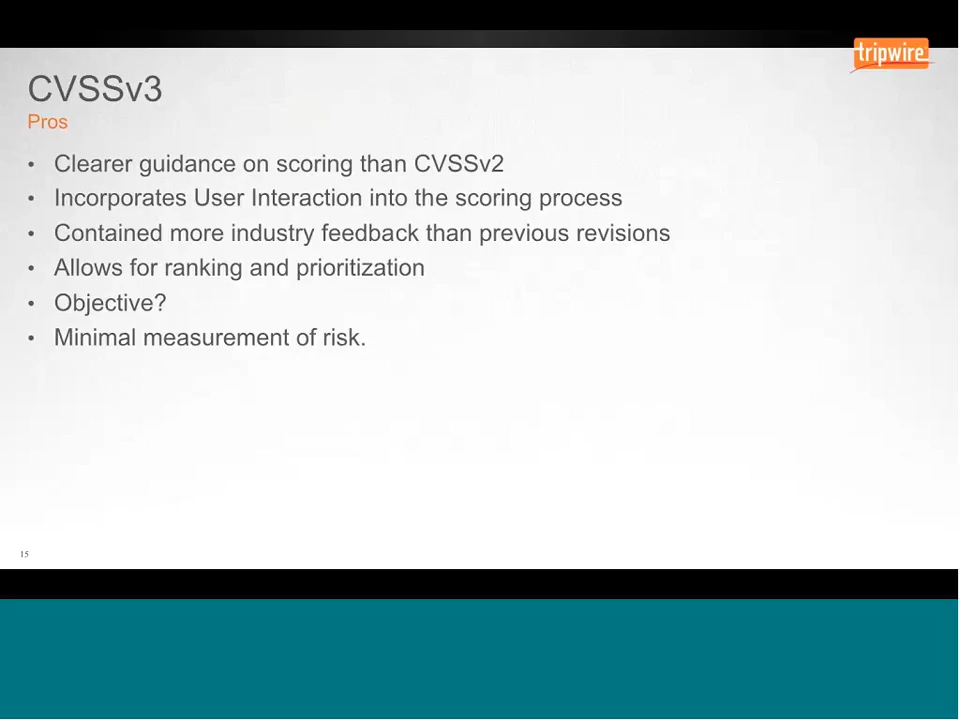 tripwire
CVSSv3
Pros
• Clearer guidance on scoring than CVSSv2
• Incorporates User Interaction into the scoring process
• Contained more industry feedback than previous revisions
• Allows for ranking and prioritization
• Objective?
• Minimal measurement of risk.
15